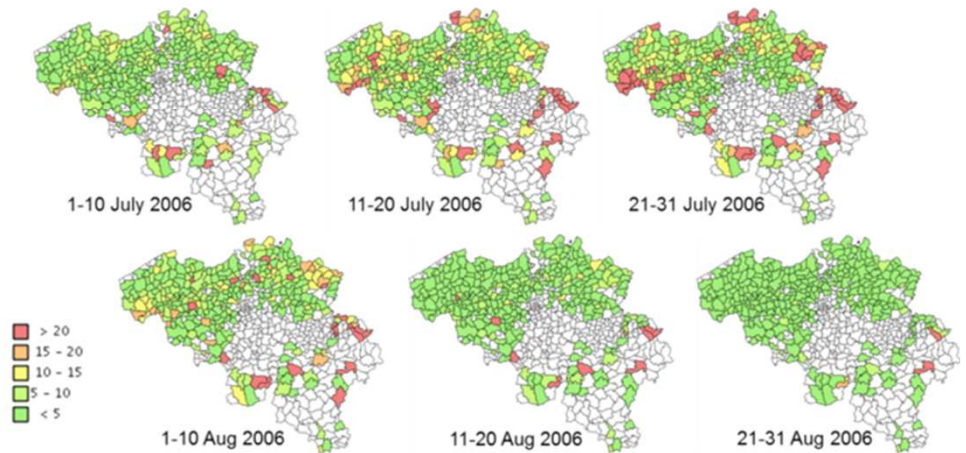 1-10 July 2006
11-20 July 2006
21-31 July 2006
> 20
15 - 20
10 - 15
5 - 10
< 5
1-10 Aug 2006
11-20 Aug 2006
21-31 Aug 2006